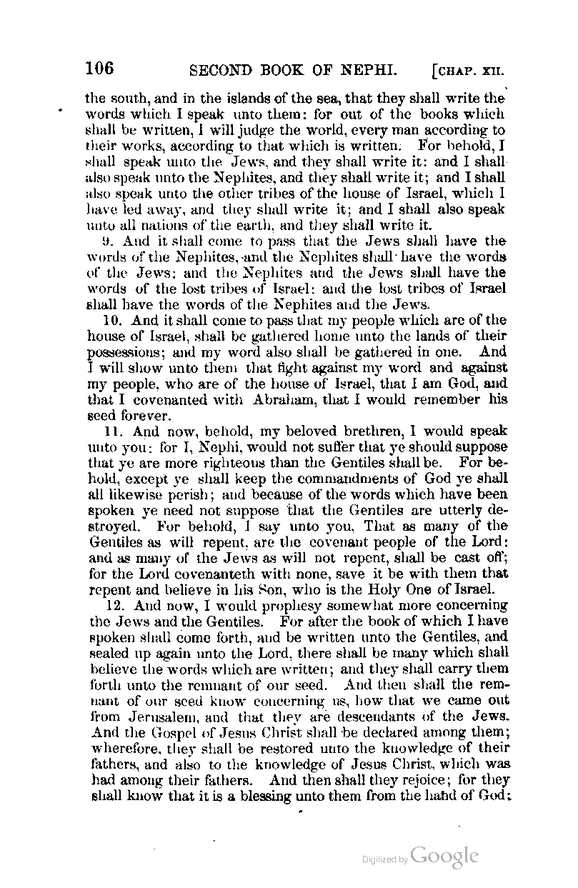 106 SECOND BOOK OF NEPHI. [CHAP. XII.
the south, and in the islands of the sea, that they shall write the
words which I speak unto them: for out of the books which
shall be written, I will judge the world, every man according to
their works, according to that which is written. For behold, I
shall speak unto the Jews, and they shall write it: and I shall
also speak unto the Nephites, and they shall write it; and I shall
also speak unto the other tribes of the house of Israel, which I
have led away, and they shall write it; and I shall also speak
unto all nations of the earth, and they shall write it.
9. And it shall come to pass that the Jews shall have the
words of the Nephites, and the Nephites shall have the words
of the Jews; and the Nephites and the Jews shall have the
words of the lost tribes of Israel: and the lost tribes of Israel
shall have the words of the Nephites and the Jews.
10. And it shall come to pass that my people which are of the
house of Israel, shall be gathered home unto the lands of their
possessions; and my word also shall be gathered in one. And
I will show unto them that fight against my word and against
my people, who are of the house of Israel, that I am God, and
that I covenanted with Abraham, that I would remember his
seed forever.
11. And now, behold, my beloved brethren, I would speak
unto you: for I, Nephi, would not suffer that ye should suppose
that ye are more righteous than the Gentiles shall be. For be-
hold, except ye shall keep the commandments of God ye shall
all likewise perish; and because of the words which have been
spoken ye need not suppose that the Gentiles are utterly de-
stroyed. For behold, I say unto you, That as many of the
Gentiles as will repent, are the covenant people of the Lord:
and as many of the Jews as will not repent, shall be cast off;
for the Lord covenanteth with none, save it be with them that
repent and believe in his Son, who is the Holy One of Israel.
12. And now, I would prophesy somewhat more concerning
the Jews and the Gentiles. For after the book of which I have
spoken shall come forth, and be written unto the Gentiles, and
sealed up again unto the Lord, there shall be many which shall
believe the words which are written; and they shall carry them
forth unto the remnant of our seed. And then shall the rem-
nant of our seed know concerning us, how that we came out
from Jerusalem, and that they are descendants of the Jews.
And the Gospel of Jesus Christ shall be declared among them;
wherefore, they shall be restored unto the knowledge of their
fathers, and also to the knowledge of Jesus Christ, which was
had among their fathers. And then shall they rejoice; for they
shall know that it is a blessing unto them from the hand of God;
Digitized by Google